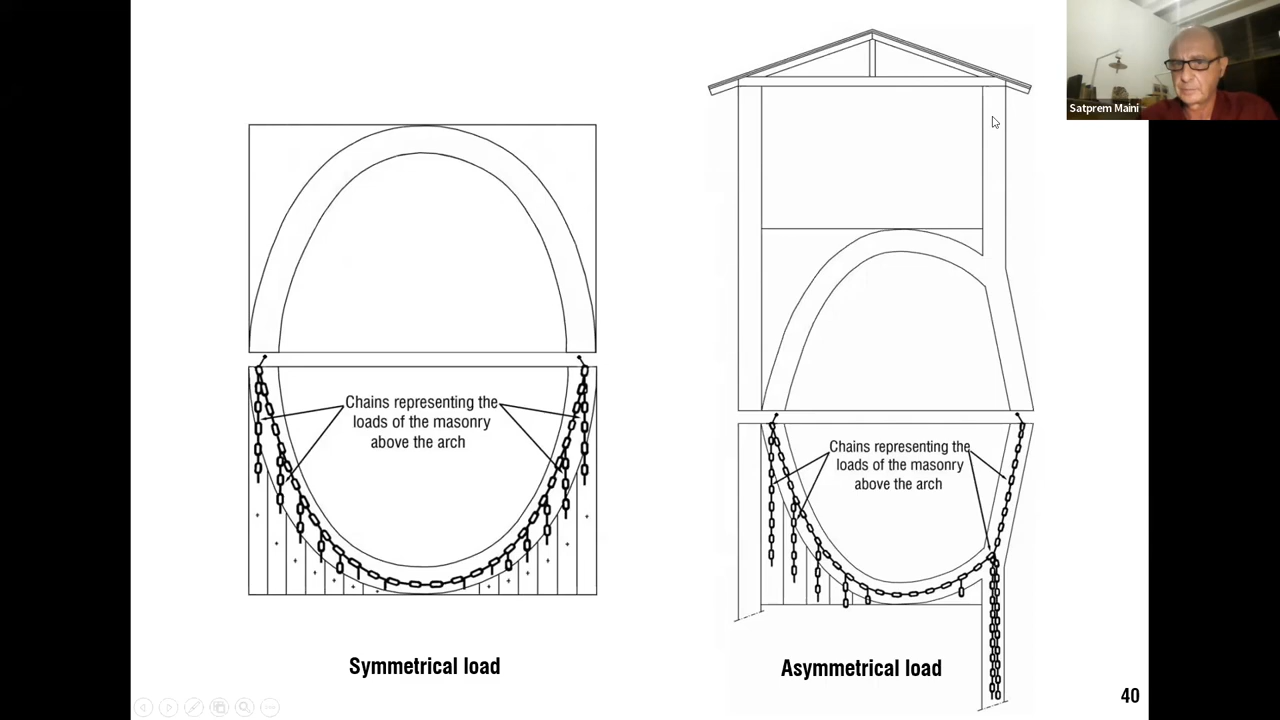 Satprem Maini
Chains representing the
loads of the masonry
above the arch
Symmetrical load
Chains representing the
loads of the masonry
above the arch
Asymmetrical load
40